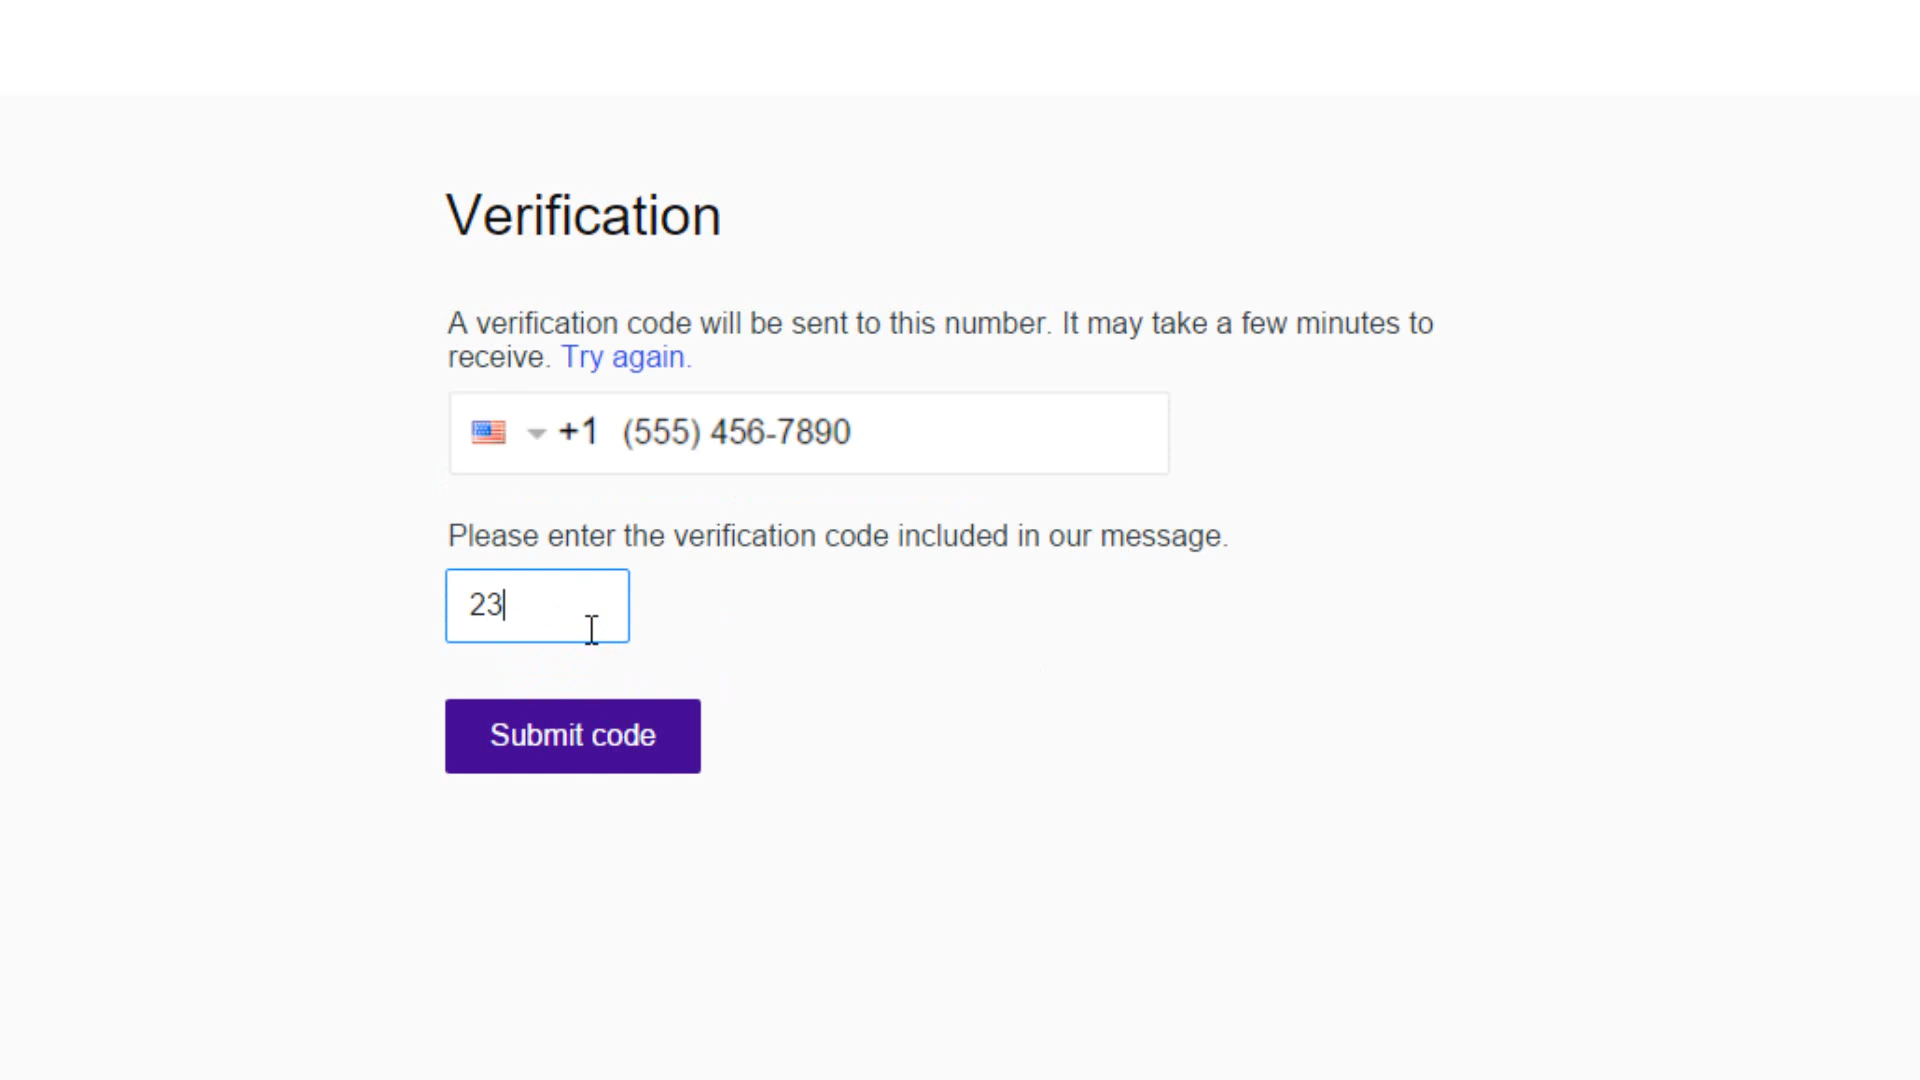 Verification
A verification code will be sent to this number. It may take a few minutes to
receive. Try again.
+1 (555) 456-7890
Please enter the verification code included in our message.
23
Submit code